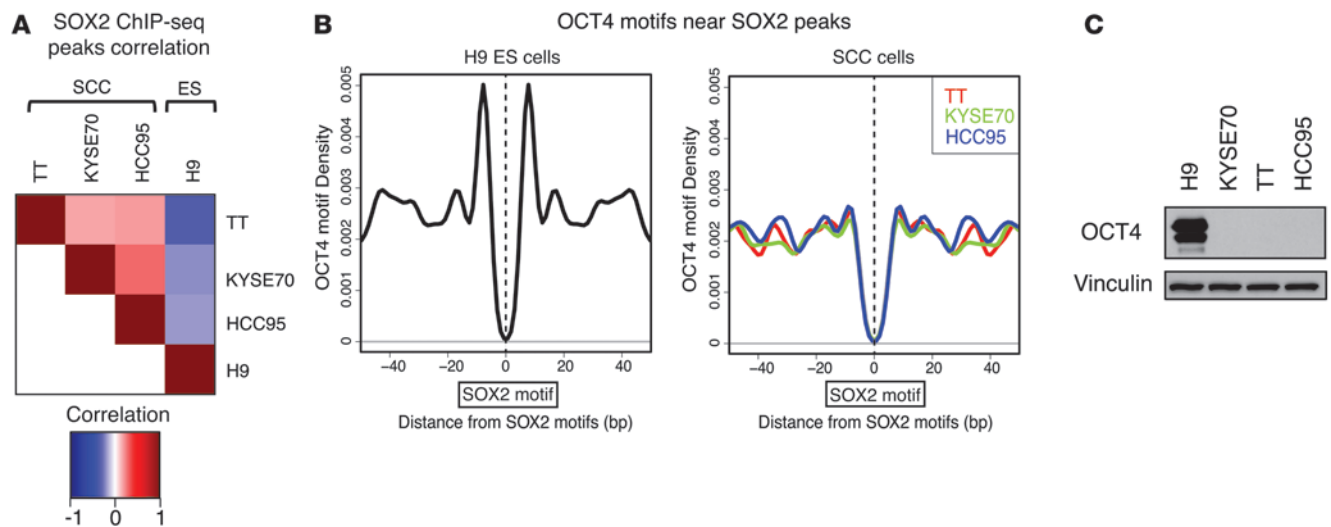 A
SOX2 ChIP-seq
peaks correlation
SCC
ES
TT
KYSE70
HCC95
H9
TT
KYSE70
HCC95
H9
Correlation
-1 0 1
B
OCT4 motifs near SOX2 peaks
H9 ES cells
OCT4 motif Density
0.005
0.004
0.003
0.002
0.001
0
−40 −20 0 20 40
SOX2 motif
Distance from SOX2 motifs (bp)
SCC cells
TT
KYSE70
HCC95
OCT4 motif Density
0.005
0.004
0.003
0.002
0.001
0
−40 −20 0 20 40
SOX2 motif
Distance from SOX2 motifs (bp)
C
H9
KYSE70
TT
HCC95
OCT4
Vinculin